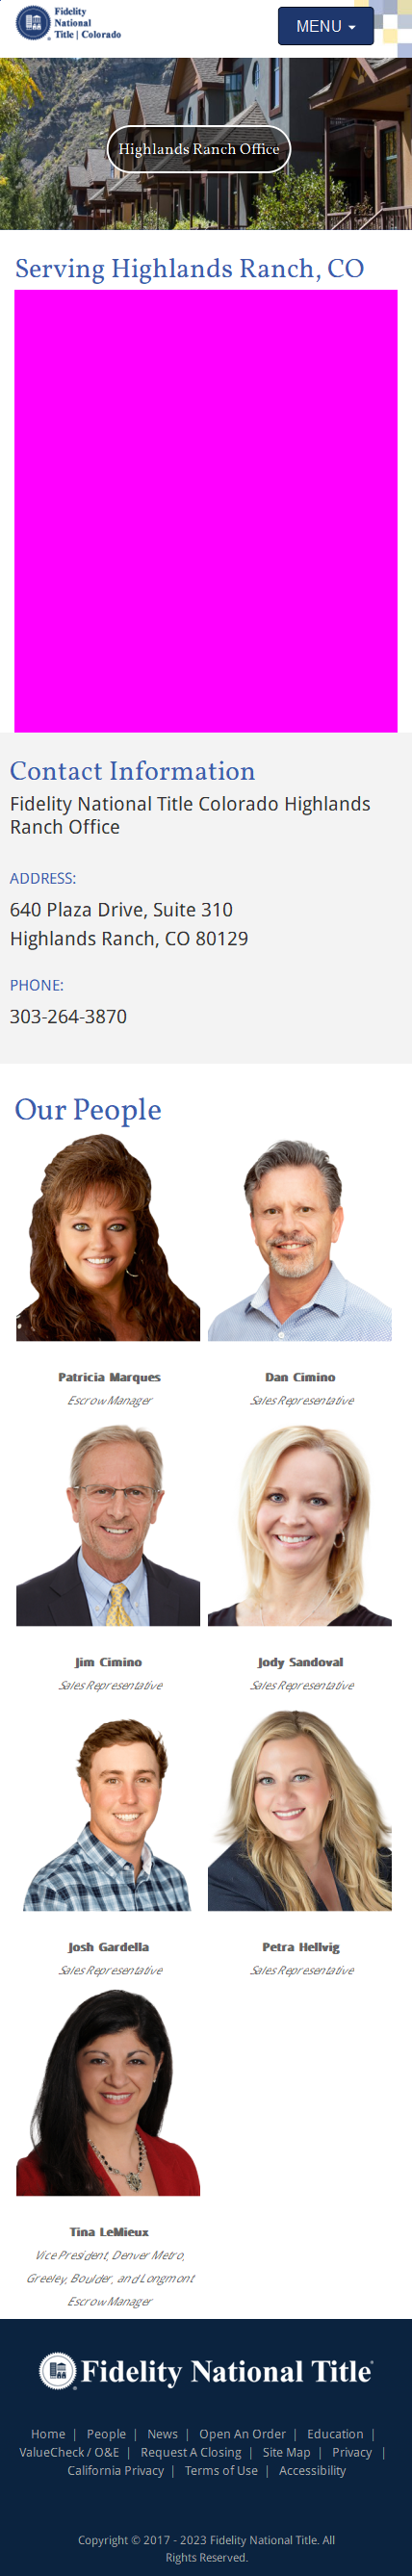 Fidelity
National
Title | Colorado
MENU
Highlands Ranch Office
Serving Highlands Ranch, CO
Contact Information
Fidelity National Title Colorado Highlands
Ranch Office
ADDRESS:
640 Plaza Drive, Suite 310
Highlands Ranch, CO 80129
PHONE:
303-264-3870
Our People
Patricia Marques
Escrow Manager
Dan Cimino
Sales Representative
Jim Cimino
Sales Representative
Jody Sandoval
Sales Representative
Josh Gardella
Sales Representative
Petra Hellvig
Sales Representative
Tina LeMieux
Vice President, Denver Metro,
Greeley, Boulder, and Longmont
Escrow Manager
Fidelity National Title®
Home | People | News | Open An Order | Education |
ValueCheck / O&E | Request A Closing | Site Map | Privacy |
California Privacy | Terms of Use | Accessibility
Copyright © 2017 - 2023 Fidelity National Title. All
Rights Reserved.